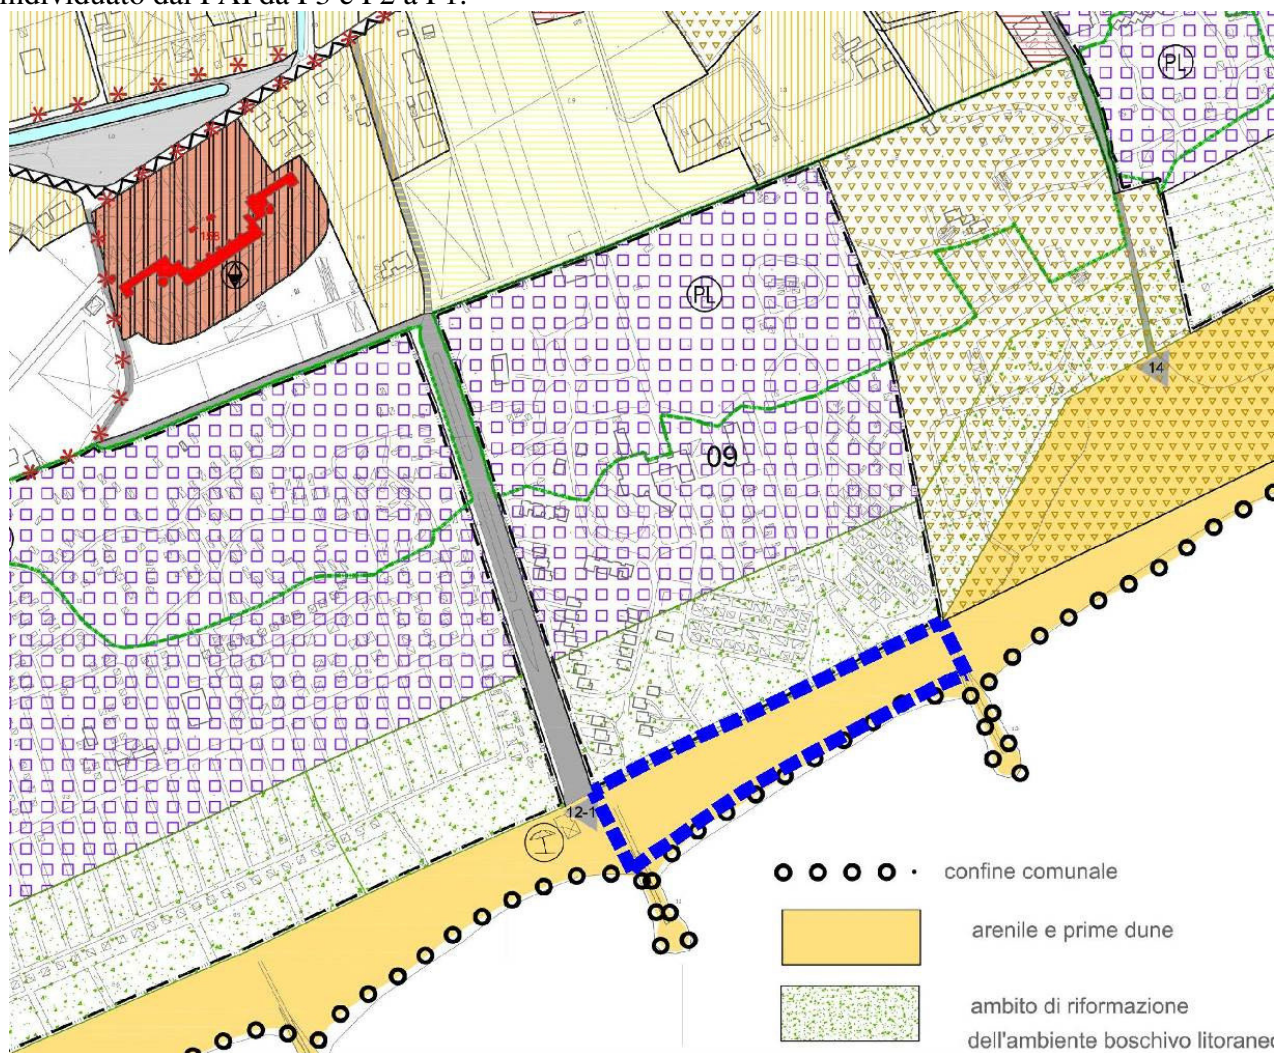 individuato dal PAI da P3 e P2 a P1.
PL
PL
09
14
12-1
confine comunale
arenile e prime dune
ambito di riformazione
dell'ambiente boschivo litoraneo